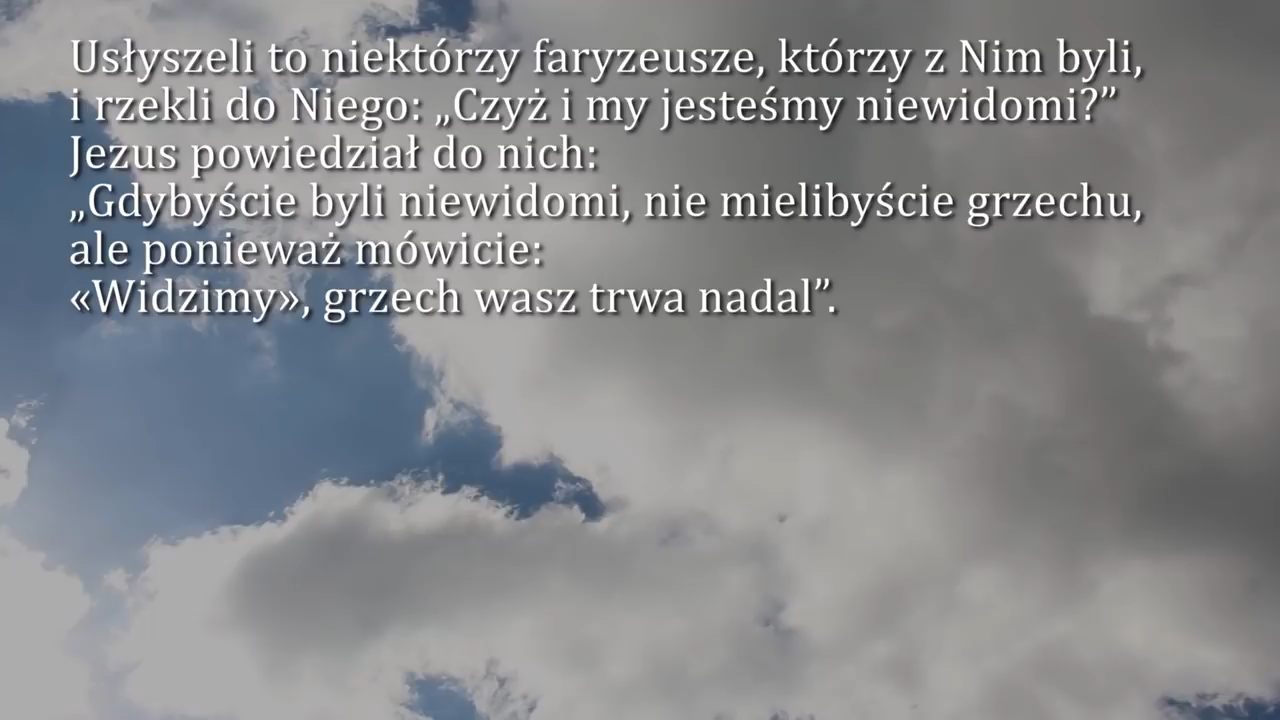 Usłyszeli to niektórzy faryzeusze, którzy z Nim byli,
i rzekli do Niego: „Czyż i my jesteśmy niewidomi?”
Jezus powiedział do nich:
„Gdybyście byli niewidomi, nie mielibyście grzechu,
ale ponieważ mówicie:
«Widzimy», grzech wasz trwa nadal”.